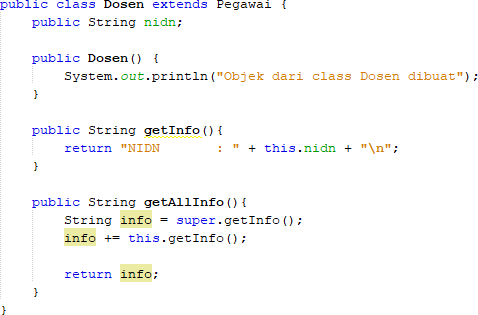 public class Dosen extends Pegawai {
    public String nidn;

    public Dosen() {
        System.out.println("Objek dari class Dosen dibuat");
    }

    public String getInfo(){
        return "NIDN       : " + this.nidn + "\n";
    }

    public String getAllInfo(){
        String info = super.getInfo();
        info += this.getInfo();

        return info;
    }
}